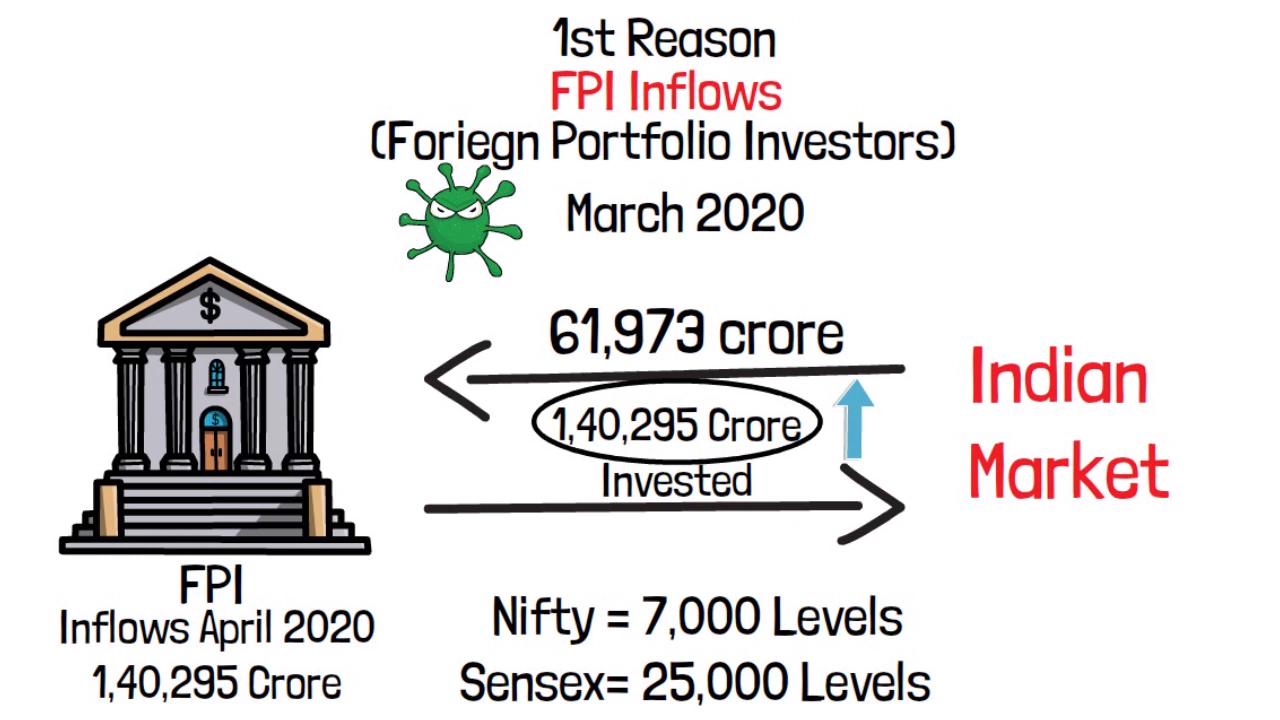 1st Reason
FPI Inflows
(Foriegn Portfolio Investors)
March 2020
$
61,973 crore
$
1,40,295 Crore
Invested
Indian
Market
FPI
Inflows April 2020
1,40,295 Crore
Nifty = 7,000 Levels
Sensex= 25,000 Levels